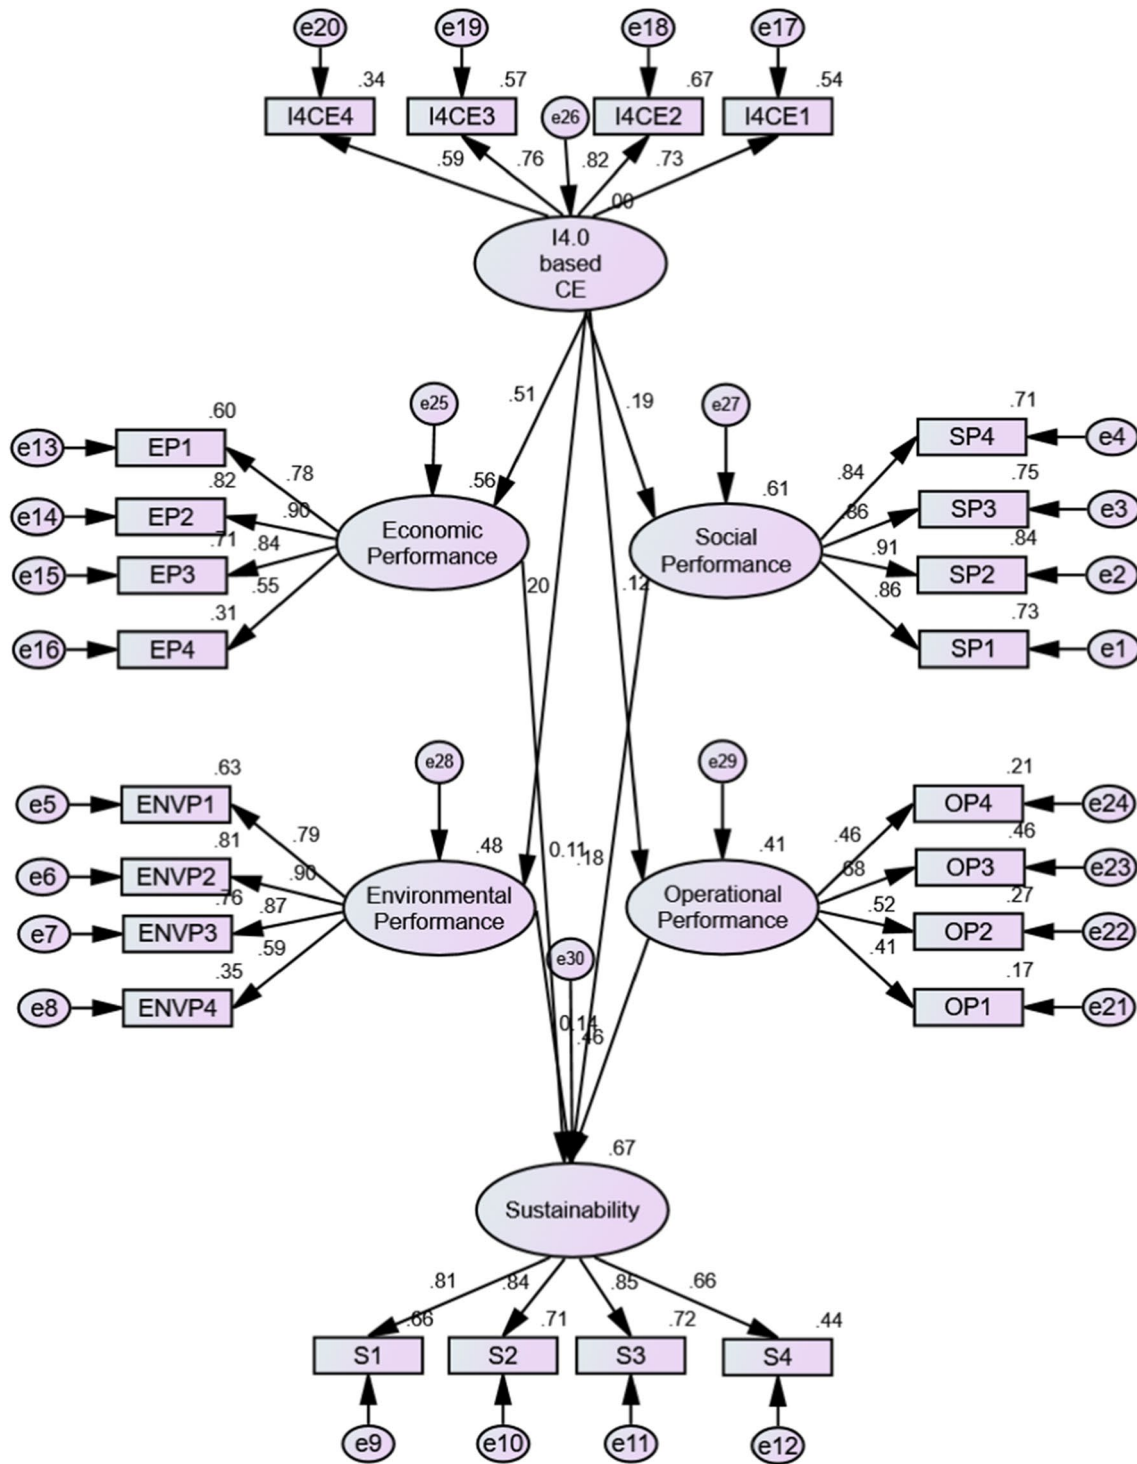 e20 e19 e18 e17
.34 .57 .67 .54
I4CE4 I4CE3 e26 I4CE2 I4CE1
.59 .76 .82 .73
.00
I4.0
based
CE
.51 .19
e25 e27
.60 .71
e13 EP1 SP4 e4
.78 .84
.82 .56 .61 .75
e14 EP2 SP3 e3
.90 .86
Economic Social
Performance Performance
.71 .84 .91 .84
e15 EP3 SP2 e2
.55 .20 .12 .86
.31 .73
e16 EP4 SP1 e1
e28 e29
.63 .21
e5 ENVP1 OP4 e24
.79 .46
.81 .48 0.11 .18 .41 .46
e6 ENVP2 OP3 e23
.90 .68
Environmental Operational
Performance Performance
.76 .87 .52 .27
e7 ENVP3 OP2 e22
.59 .41
e30
.35 .17
e8 ENVP4 OP1 e21
0.14
.46
.67
Sustainability
.81 .84 .85 .66
.66 .71 .72 .44
S1 S2 S3 S4
e9 e10 e11 e12